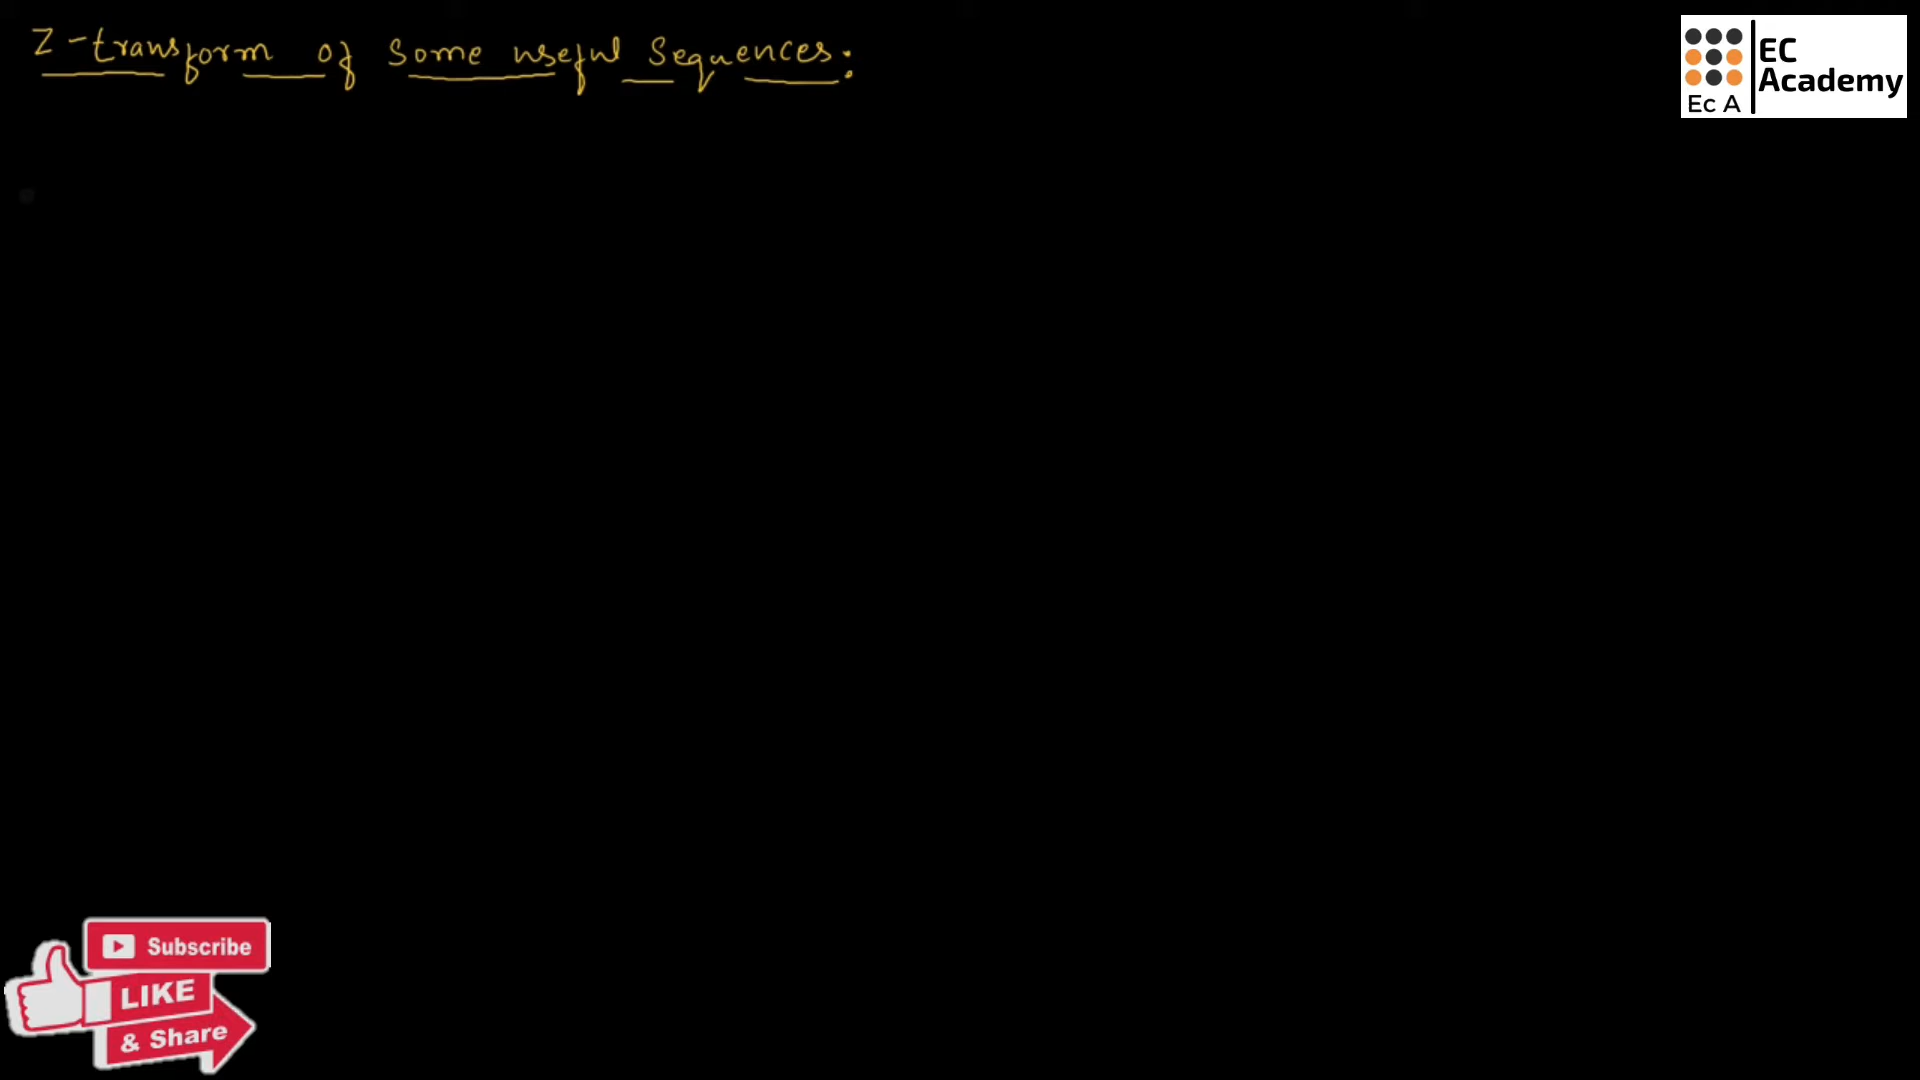 Z-transform of some useful Sequences:
EC
Academy
Ec A
Subscribe
LIKE
& Share